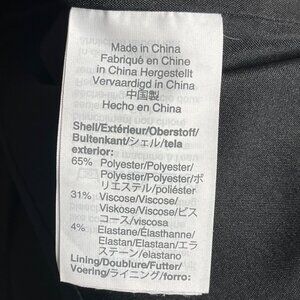 Made in China
Fabriqué en Chine
in China Hergestellt
Vervaardigd in China
中国製
Hecho en China
Shell/Extérieur/Oberstoff/
Buitenkant/シェル/tela
exterior:
65% Polyester/Polyester/
Polyester/Polyester/ポ
リエステル/poliéster
31% Viscose/Viscose/
Viskose/Viscose/ビス
コース/viscosa
4% Elastane/Élasthanne/
Elastan/Elastaan/エラ
ステーン/elastano
Lining/Doublure/Futter/
Voering/ライニング/forro: